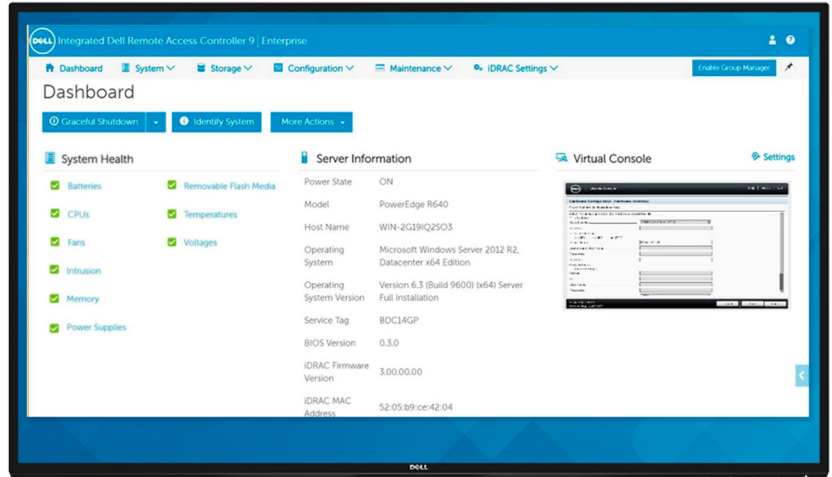 DELL Integrated Dell Remote Access Controller 9 | Enterprise
Dashboard System Storage Configuration Maintenance iDRAC Settings Enable Group Manager
Dashboard
Graceful Shutdown Identify System More Actions
System Health
Batteries Removable Flash Media
CPUs Temperatures
Fans Voltages
Intrusion
Memory
Power Supplies
Server Information
Power State ON
Model PowerEdge R640
Host Name WIN-2G19IQ2SO3
Operating Microsoft Windows Server 2012 R2,
System Datacenter x64 Edition
Operating Version 6.3 (Build 9600) (x64) Server
System Version Full Installation
Service Tag BDC14GP
BIOS Version 0.3.0
iDRAC Firmware 3.00.00.00
Version
iDRAC MAC 52:05:b9:ce:42:04
Address
Virtual Console Settings
DELL